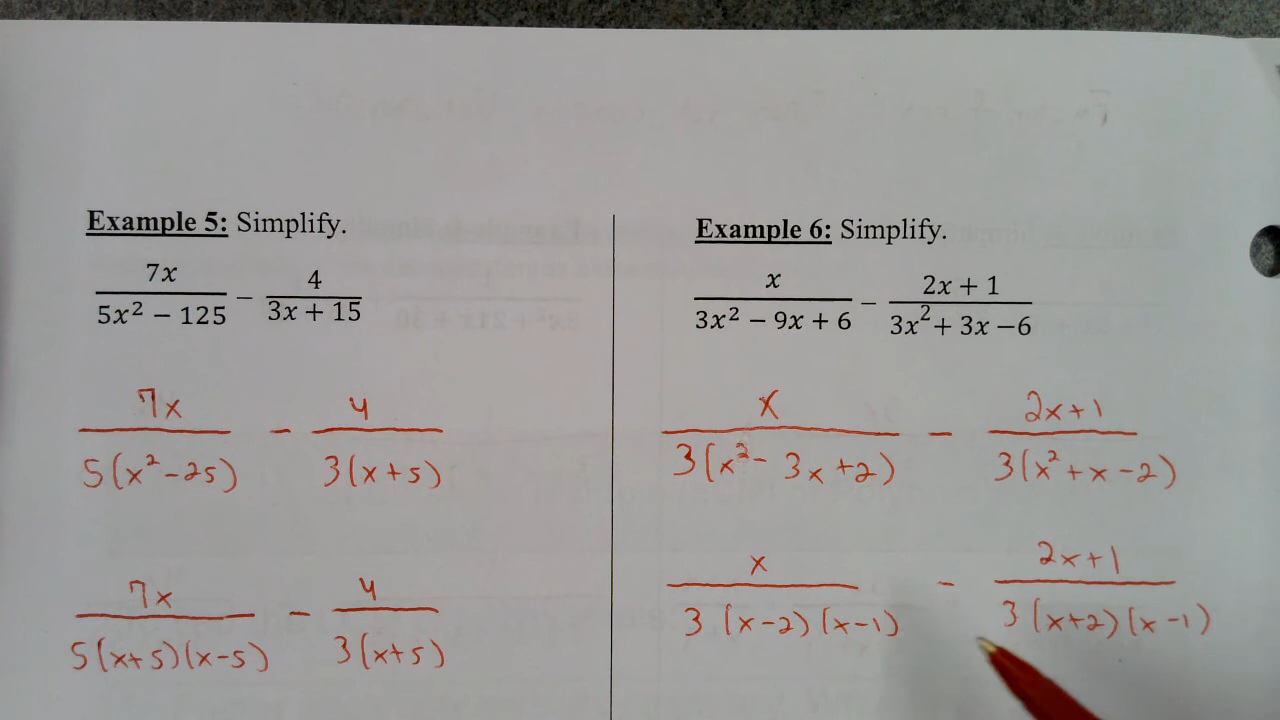 Example 5: Simplify.
7x/(5x² − 125) − 4/(3x + 15)
7x/(5(x²-25)) - 4/(3(x+5))
7x/(5(x+5)(x-5)) - 4/(3(x+5))
Example 6: Simplify.
x/(3x² − 9x + 6) − (2x + 1)/(3x² + 3x − 6)
x/(3(x²-3x+2)) - (2x+1)/(3(x²+x-2))
x/(3(x-2)(x-1)) - (2x+1)/(3(x+2)(x-1))